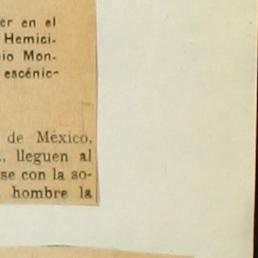 er en el
Hemici-
io Mon-
escénic-
de México,
, lleguen al
se con la so-
hombre la